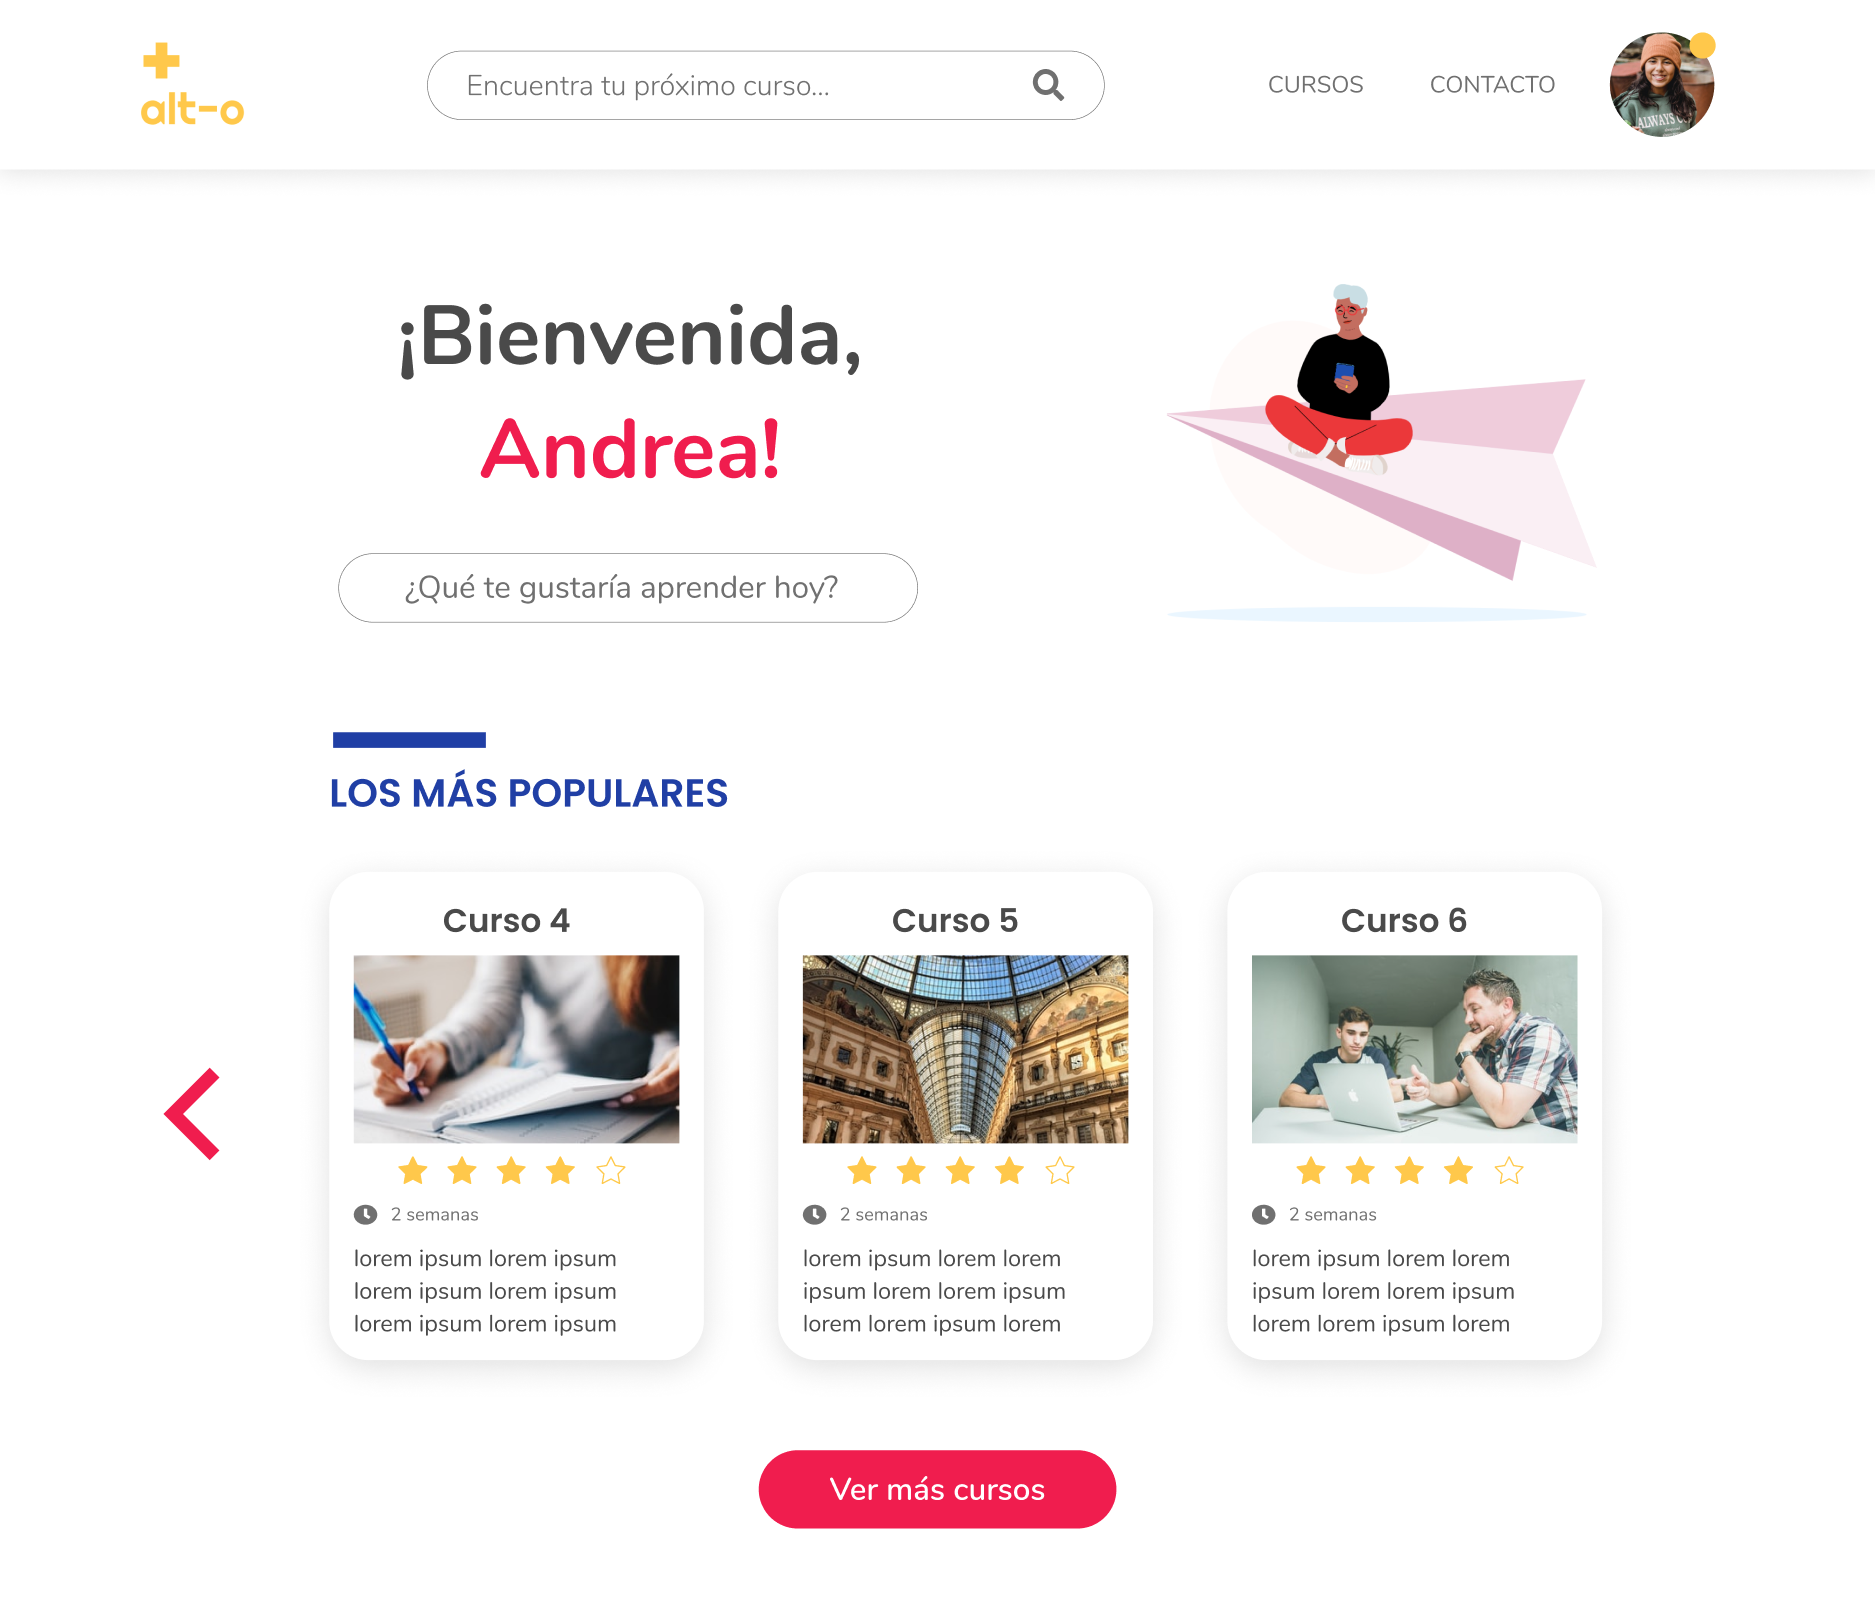 alt-o
Encuentra tu próximo curso...
CURSOS
CONTACTO
ALWAYS
¡Bienvenida,
Andrea!
¿Qué te gustaría aprender hoy?
LOS MÁS POPULARES
Curso 4
2 semanas
lorem ipsum lorem ipsum
lorem ipsum lorem ipsum
lorem ipsum lorem ipsum
Curso 5
2 semanas
lorem ipsum lorem lorem
ipsum lorem lorem ipsum
lorem lorem ipsum lorem
Curso 6
2 semanas
lorem ipsum lorem lorem
ipsum lorem lorem ipsum
lorem lorem ipsum lorem
Ver más cursos